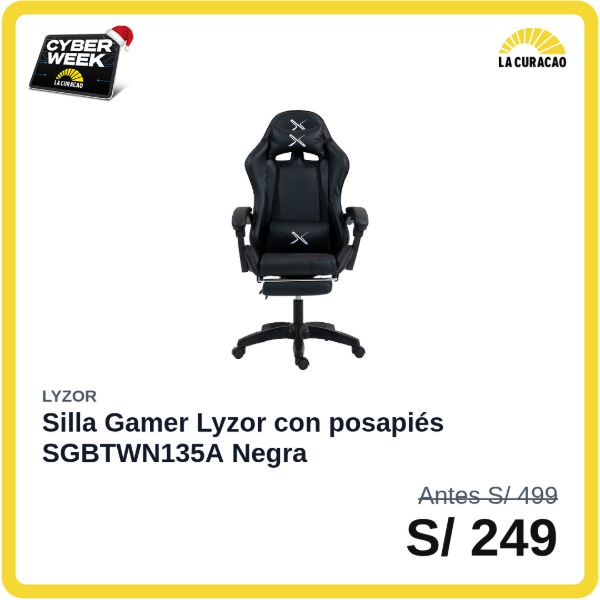 CYBER
WEEK
LA CURACAO
LA CURACAO
LYZOR
Silla Gamer Lyzor con posapiés
SGBTWN135A Negra
Antes S/ 499
S/ 249